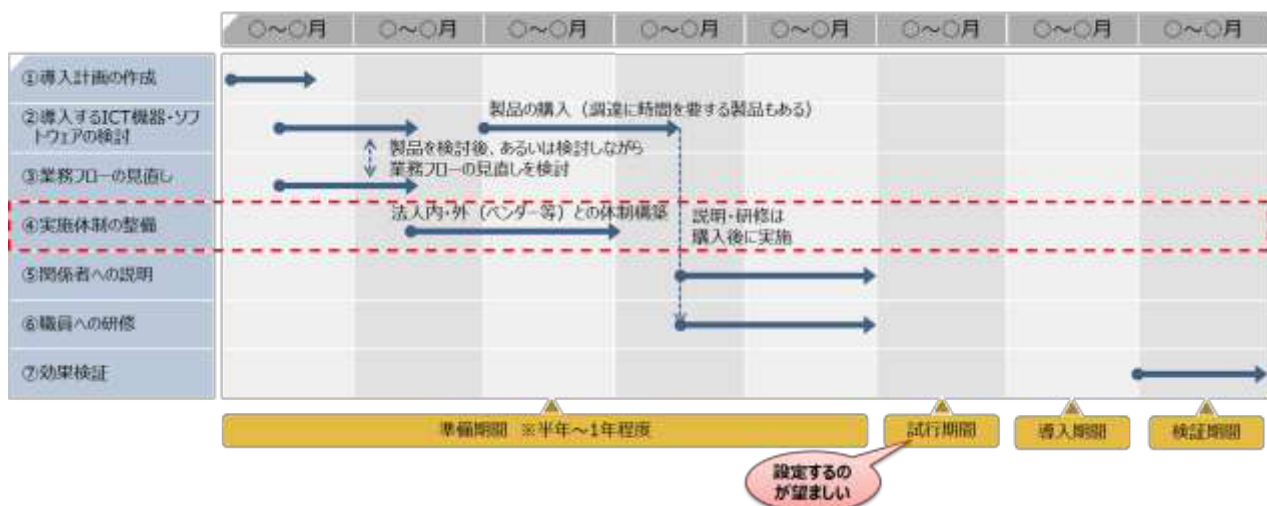 ○～○月 ○～○月 ○～○月 ○～○月 ○～○月 ○～○月 ○～○月 ○～○月
①導入計画の作成
②導入するICT機器・ソフ
トウェアの検討
製品の購入（調達に時間を要する製品もある）
製品を検討後、あるいは検討しながら
業務フローの見直しを検討
③業務フローの見直し
④実施体制の整備
法人内・外（ベンダー等）との体制構築
説明・研修は
購入後に実施
⑤関係者への説明
⑥職員への研修
⑦効果検証
準備期間 ※半年～1年程度
試行期間
導入期間
検証期間
設定するの
が望ましい